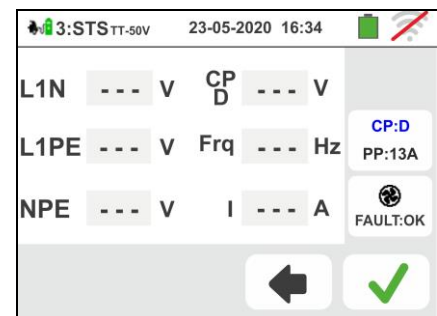 3:STS TT-50V 23-05-2020 16:34
L1N - - - V CP D - - - V
CP:D
L1PE - - - V Frq - - - Hz
PP:13A
NPE - - - V I - - - A
FAULT:OK